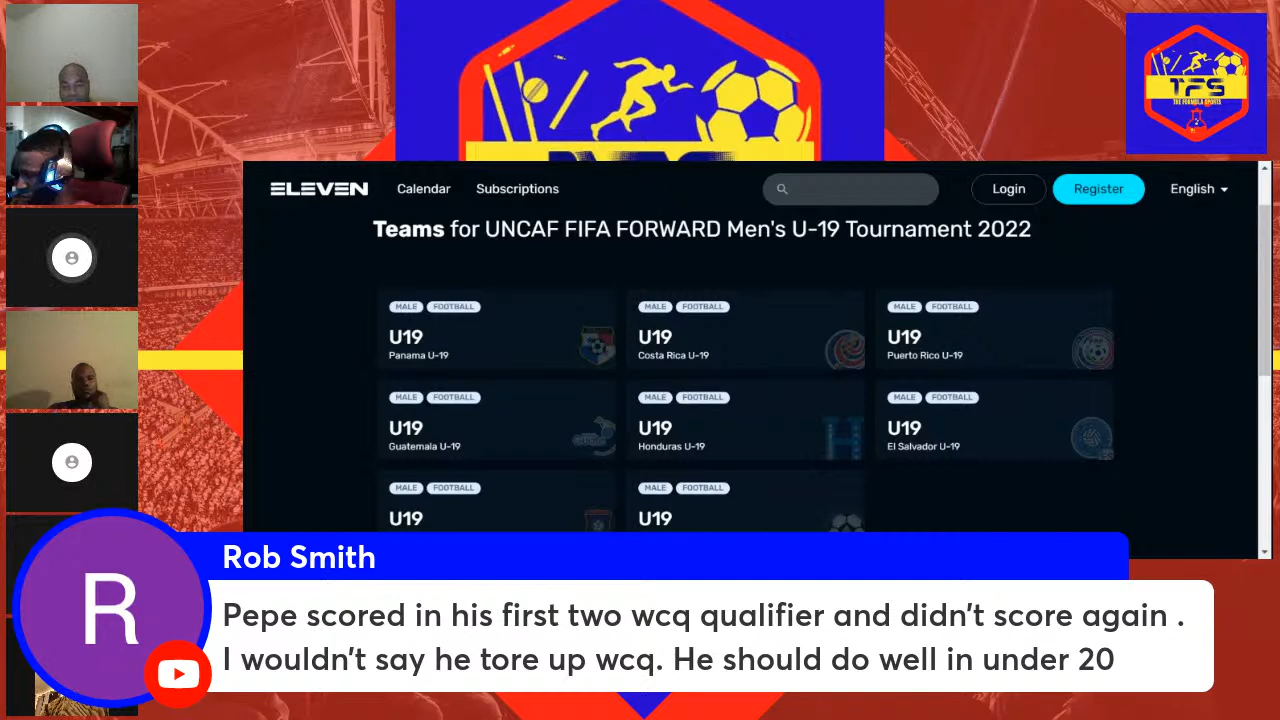 TFS
THE FORMULA SPORTS
ELEVEN
Calendar
Subscriptions
Login
Register
English
Teams for UNCAF FIFA FORWARD Men's U-19 Tournament 2022
MALE FOOTBALL
U19
Panama U-19
MALE FOOTBALL
U19
Costa Rica U-19
MALE FOOTBALL
U19
Puerto Rico U-19
MALE FOOTBALL
U19
Guatemala U-19
MALE FOOTBALL
U19
Honduras U-19
MALE FOOTBALL
U19
El Salvador U-19
MALE FOOTBALL
U19
MALE FOOTBALL
U19
R
Rob Smith
Pepe scored in his first two wcq qualifier and didn't score again .
I wouldn't say he tore up wcq. He should do well in under 20